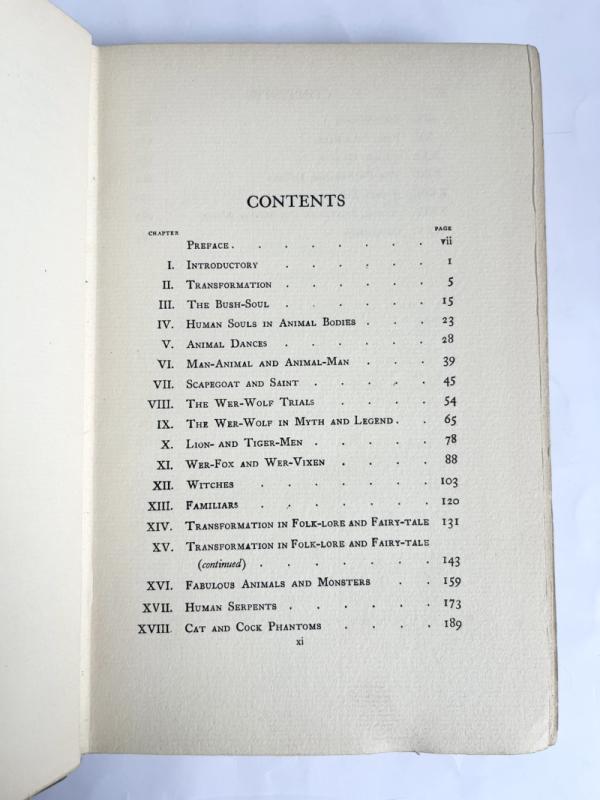 CONTENTS
CHAPTER PAGE
PREFACE . . . . . . . vii
I. INTRODUCTORY . . . . . 1
II. TRANSFORMATION . . . . . 5
III. THE BUSH-SOUL . . . . . 15
IV. HUMAN SOULS IN ANIMAL BODIES . . . 23
V. ANIMAL DANCES . . . . . 28
VI. MAN-ANIMAL AND ANIMAL-MAN . . . 39
VII. SCAPEGOAT AND SAINT . . . . 45
VIII. THE WER-WOLF TRIALS . . . . 54
IX. THE WER-WOLF IN MYTH AND LEGEND . . 65
X. LION- AND TIGER-MEN . . . . 78
XI. WER-FOX AND WER-VIXEN . . . . 88
XII. WITCHES . . . . . . 103
XIII. FAMILIARS . . . . . . 120
XIV. TRANSFORMATION IN FOLK-LORE AND FAIRY-TALE 131
XV. TRANSFORMATION IN FOLK-LORE AND FAIRY-TALE
(continued) . . . . . . 143
XVI. FABULOUS ANIMALS AND MONSTERS . . 159
XVII. HUMAN SERPENTS . . . . . 173
XVIII. CAT AND COCK PHANTOMS . . . . 189
xi